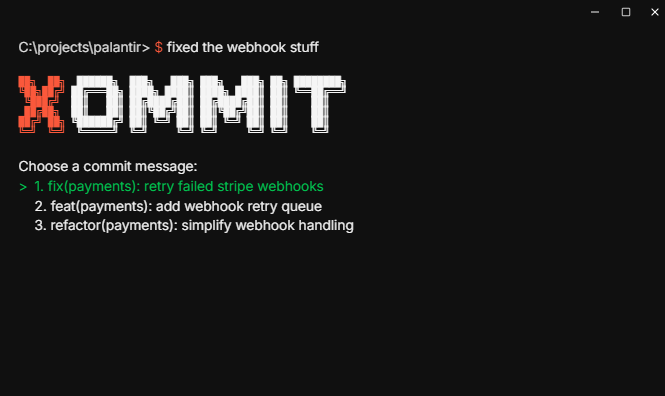 C:\projects\palantir> $ fixed the webhook stuff
XOMMIT
Choose a commit message:
> 1. fix(payments): retry failed stripe webhooks
2. feat(payments): add webhook retry queue
3. refactor(payments): simplify webhook handling